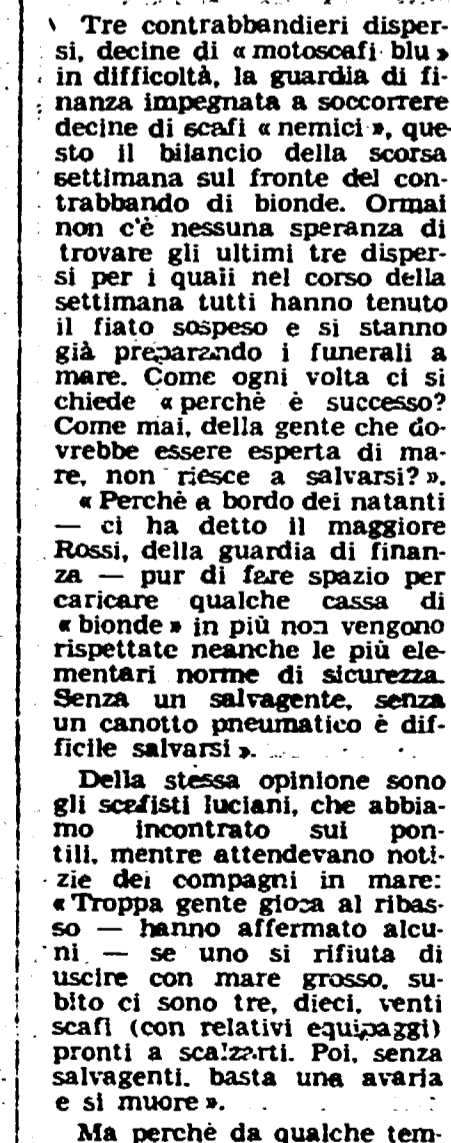 Tre contrabbandieri disper-
si, decine di « motoscafi blu »
in difficoltà, la guardia di fi-
nanza impegnata a soccorrere
decine di scafi « nemici », que-
sto il bilancio della scorsa
settimana sul fronte del con-
trabbando di bionde. Ormai
non c'è nessuna speranza di
trovare gli ultimi tre disper-
si per i quali nel corso della
settimana tutti hanno tenuto
il fiato sospeso e si stanno
già preparando i funerali a
mare. Come ogni volta ci si
chiede « perchè è successo?
Come mai, della gente che do-
vrebbe essere esperta di ma-
re, non riesce a salvarsi? ».
« Perchè a bordo dei natanti
— ci ha detto il maggiore
Rossi, della guardia di finan-
za — pur di fare spazio per
caricare qualche cassa di
« bionde » in più non vengono
rispettate neanche le più ele-
mentari norme di sicurezza.
Senza un salvagente, senza
un canotto pneumatico è dif-
ficile salvarsi ».
Della stessa opinione sono
gli scafisti luciani, che abbia-
mo incontrato sui pon-
tili, mentre attendevano noti-
zie dei compagni in mare:
« Troppa gente gioca al ribas-
so — hanno affermato alcu-
ni — se uno si rifiuta di
uscire con mare grosso, su-
bito ci sono tre, dieci, venti
scafi (con relativi equipaggi)
pronti a scalzarti. Poi, senza
salvagenti, basta una avaria
e si muore ».
Ma perchè da qualche tem-